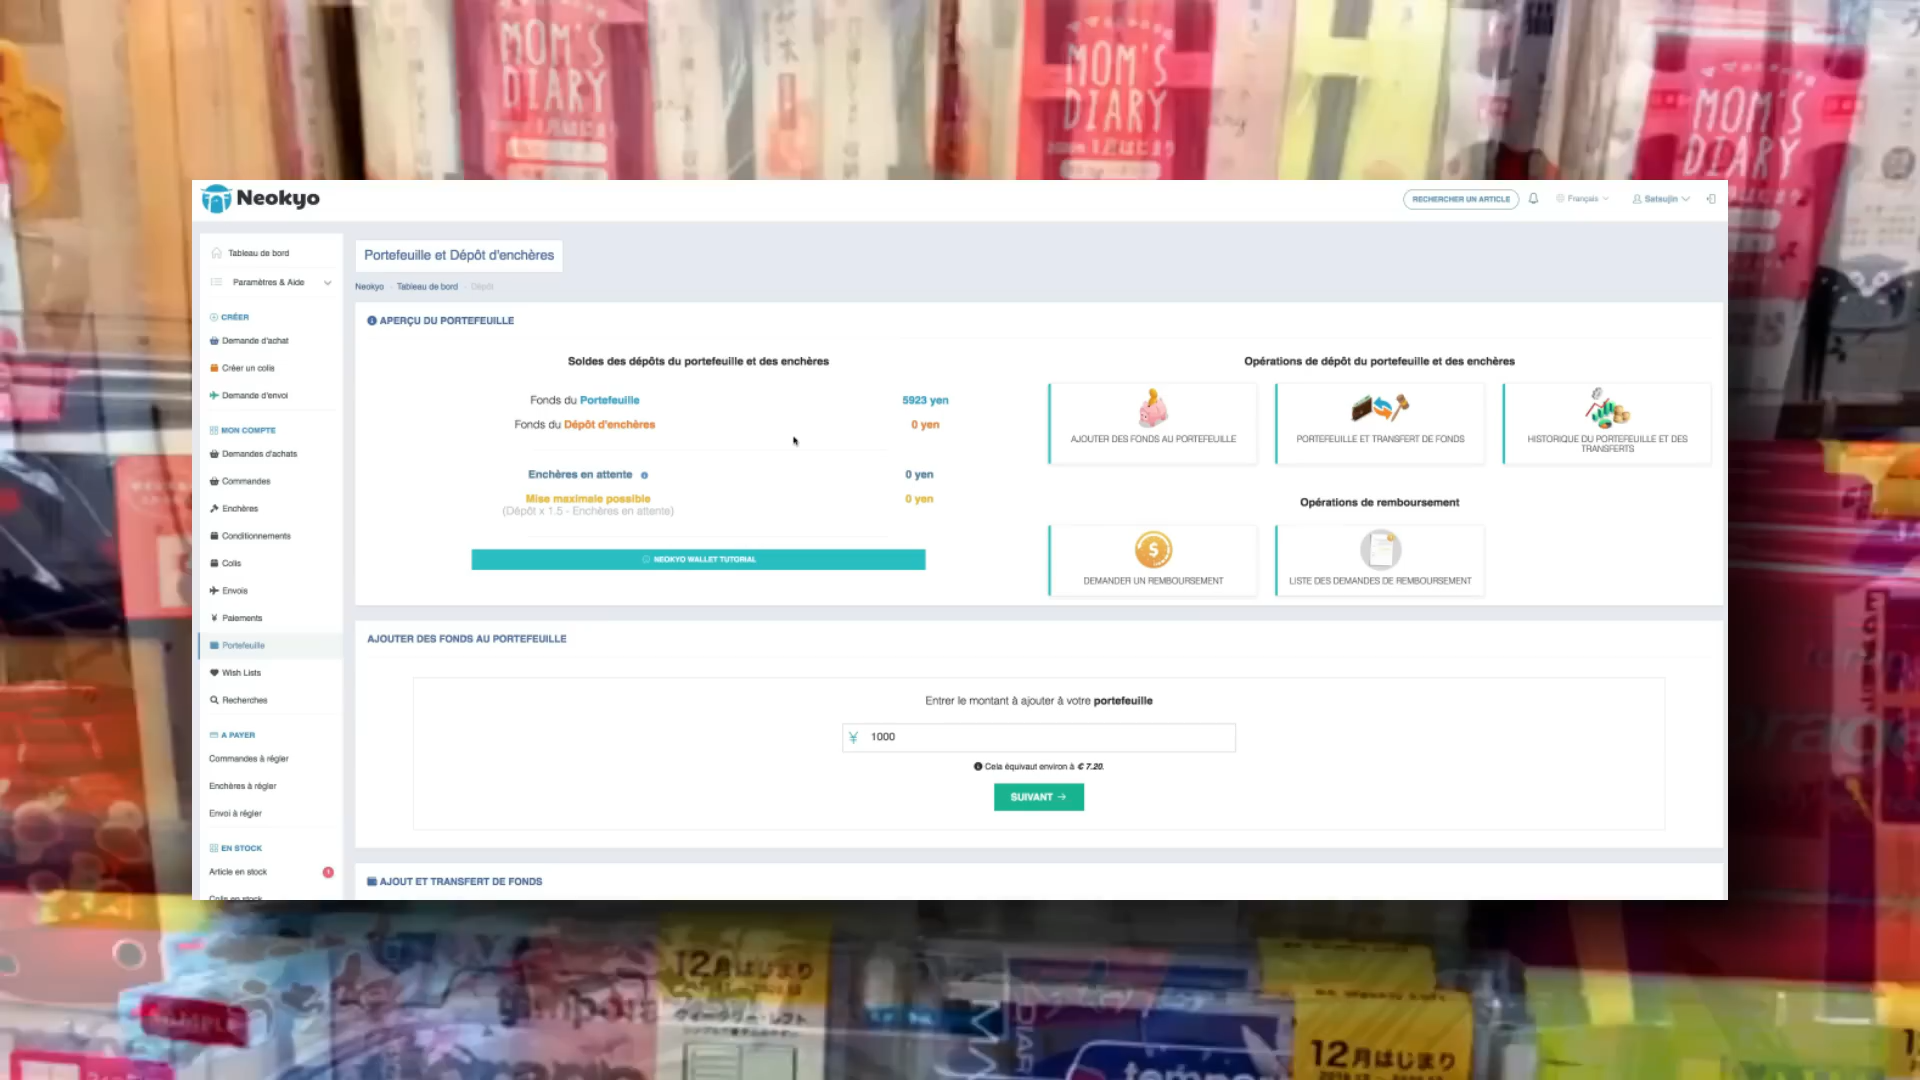 MOM'S
DIARY
MOM'S
DIARY
MOM'S
DIARY
Neokyo
RECHERCHER UN ARTICLE
Français
Satsujin
Tableau de bord
Paramètres & Aide
CRÉER
Demande d'achat
Créer un colis
Demande d'envoi
MON COMPTE
Demandes d'achats
Commandes
Enchères
Conditionnements
Colis
Envois
Paiements
Portefeuille
Wish Lists
Recherches
A PAYER
Commandes à régler
Enchères à régler
Envoi à régler
EN STOCK
Article en stock
1
Colis en stock
Portefeuille et Dépôt d'enchères
Neokyo - Tableau de bord - Dépôt
APERÇU DU PORTEFEUILLE
Soldes des dépôts du portefeuille et des enchères
Fonds du Portefeuille 5923 yen
Fonds du Dépôt d'enchères 0 yen
Enchères en attente 0 yen
Mise maximale possible 0 yen
(Dépôt x 1.5 - Enchères en attente)
NEOKYO WALLET TUTORIAL
Opérations de dépôt du portefeuille et des enchères
AJOUTER DES FONDS AU PORTEFEUILLE
PORTEFEUILLE ET TRANSFERT DE FONDS
HISTORIQUE DU PORTEFEUILLE ET DES
TRANSFERTS
Opérations de remboursement
DEMANDER UN REMBOURSEMENT
LISTE DES DEMANDES DE REMBOURSEMENT
AJOUTER DES FONDS AU PORTEFEUILLE
Entrer le montant à ajouter à votre portefeuille
¥ 1000
Cela équivaut environ à € 7.20.
SUIVANT →
AJOUT ET TRANSFERT DE FONDS
12月はじまり
12月はじまり